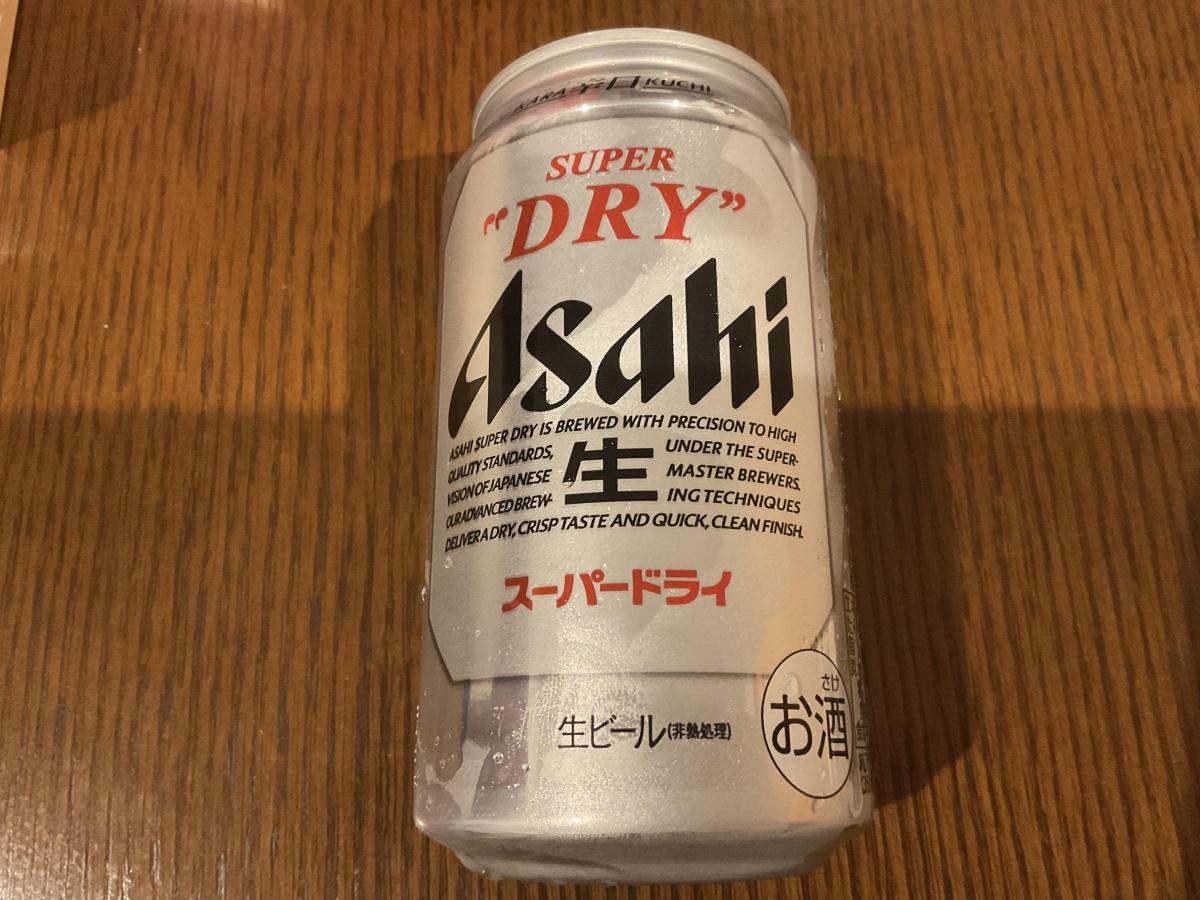 KARA辛口KUCHI
SUPER
"DRY"
Asahi
ASAHI SUPER DRY IS BREWED WITH PRECISION TO HIGH
QUALITY STANDARDS, UNDER THE SUPER-
VISION OF JAPANESE MASTER BREWERS.
OUR ADVANCED BREW- ING TECHNIQUES
生
DELIVER A DRY, CRISP TASTE AND QUICK, CLEAN FINISH.
スーパードライ
さけ
お酒
生ビール(非熱処理)